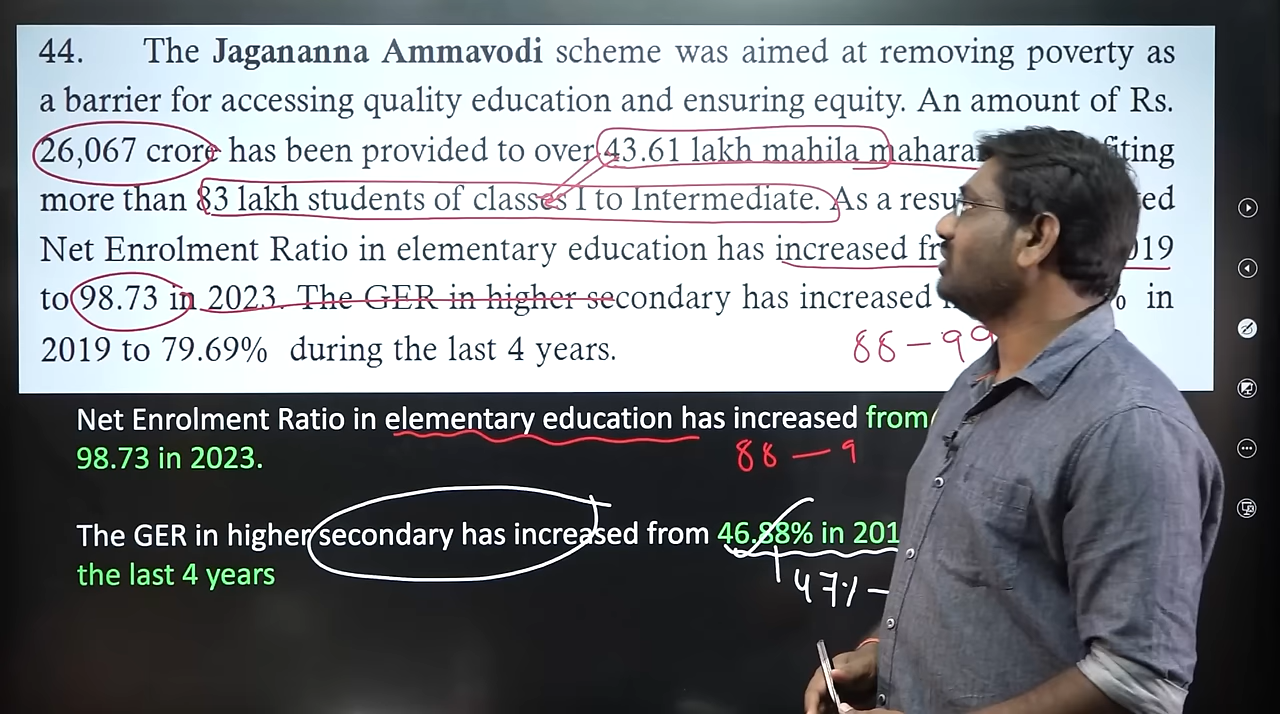 44. The Jagananna Ammavodi scheme was aimed at removing poverty as
a barrier for accessing quality education and ensuring equity. An amount of Rs.
26,067 crore has been provided to over 43.61 lakh mahila
more than 83 lakh students of classes I to Intermediate. As a
Net Enrolment Ratio in elementary education has increased
to 98.73 in 2023. The GER in higher secondary has increased % in
2019 to 79.69% during the last 4 years.
88-99
Net Enrolment Ratio in elementary education has increased from
98.73 in 2023.
88-9
The GER in higher secondary has increased from 46.88% in 201
the last 4 years
47%-